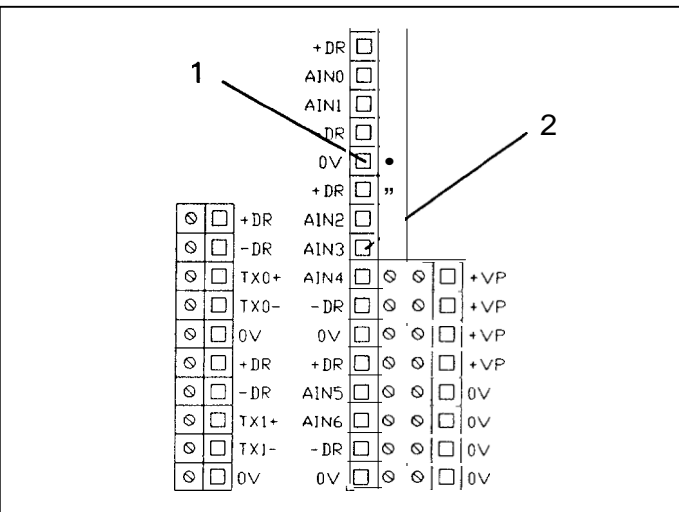 +DR
1 AIN0
AIN1
-DR 2
0V •
+DR ”
+DR AIN2
-DR AIN3
TX0+ AIN4 +VP
TX0- -DR +VP
0V 0V +VP
+DR +DR +VP
-DR AIN5 0V
TX1+ AIN6 0V
TX1- -DR 0V
0V 0V 0V